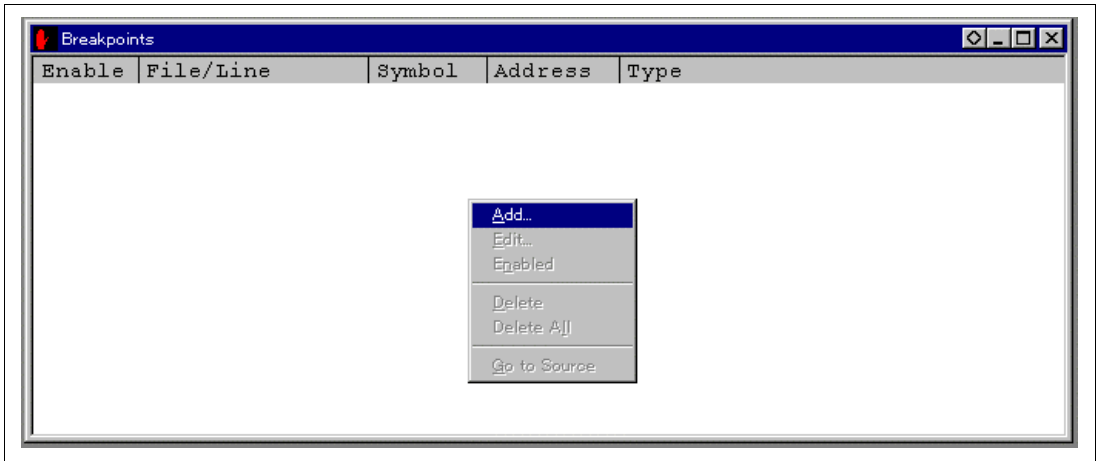 Breakpoints
Enable File/Line Symbol Address Type
Add...
Edit...
Enabled
Delete
Delete All
Go to Source